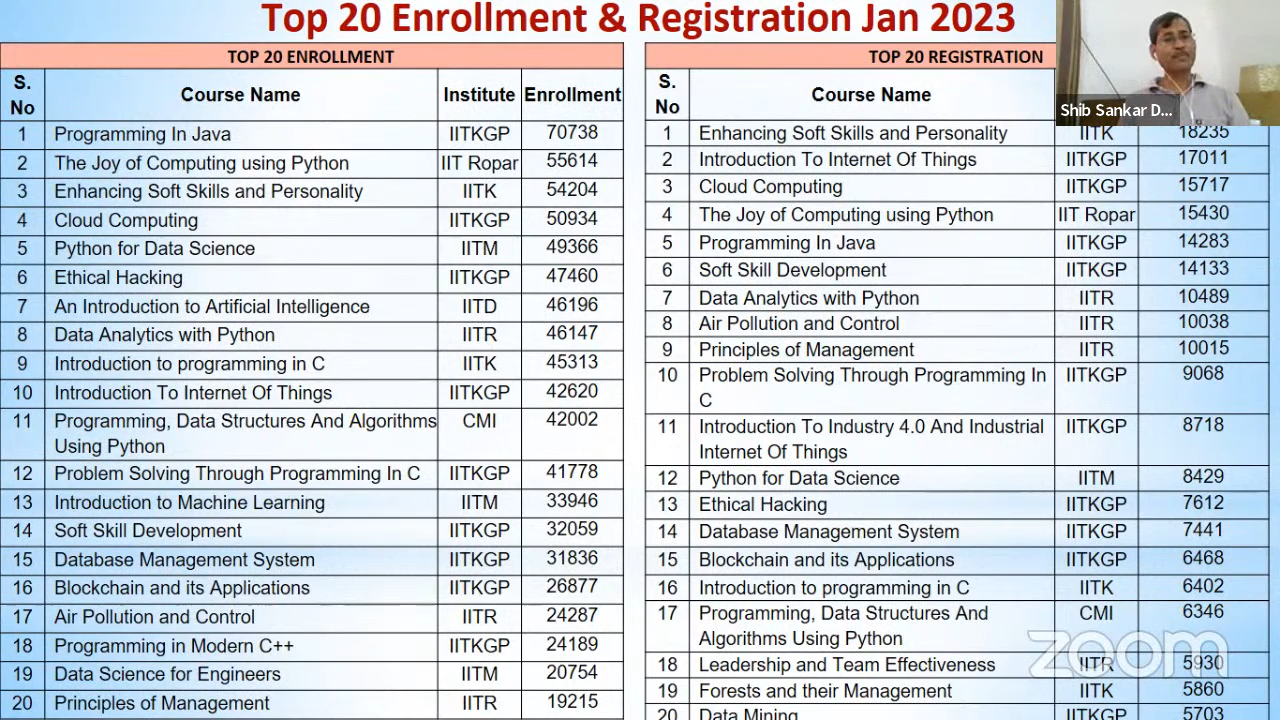 Top 20 Enrollment & Registration Jan 2023
TOP 20 ENROLLMENT
S. No Course Name Institute Enrollment
1 Programming In Java IITKGP 70738
2 The Joy of Computing using Python IIT Ropar 55614
3 Enhancing Soft Skills and Personality IITK 54204
4 Cloud Computing IITKGP 50934
5 Python for Data Science IITM 49366
6 Ethical Hacking IITKGP 47460
7 An Introduction to Artificial Intelligence IITD 46196
8 Data Analytics with Python IITR 46147
9 Introduction to programming in C IITK 45313
10 Introduction To Internet Of Things IITKGP 42620
11 Programming, Data Structures And Algorithms CMI 42002
Using Python
12 Problem Solving Through Programming In C IITKGP 41778
13 Introduction to Machine Learning IITM 33946
14 Soft Skill Development IITKGP 32059
15 Database Management System IITKGP 31836
16 Blockchain and its Applications IITKGP 26877
17 Air Pollution and Control IITR 24287
18 Programming in Modern C++ IITKGP 24189
19 Data Science for Engineers IITM 20754
20 Principles of Management IITR 19215
TOP 20 REGISTRATION
S. No Course Name
Shib Sankar D...
1 Enhancing Soft Skills and Personality IITK 18235
2 Introduction To Internet Of Things IITKGP 17011
3 Cloud Computing IITKGP 15717
4 The Joy of Computing using Python IIT Ropar 15430
5 Programming In Java IITKGP 14283
6 Soft Skill Development IITKGP 14133
7 Data Analytics with Python IITR 10489
8 Air Pollution and Control IITR 10038
9 Principles of Management IITR 10015
10 Problem Solving Through Programming In IITKGP 9068
C
11 Introduction To Industry 4.0 And Industrial IITKGP 8718
Internet Of Things
12 Python for Data Science IITM 8429
13 Ethical Hacking IITKGP 7612
14 Database Management System IITKGP 7441
15 Blockchain and its Applications IITKGP 6468
16 Introduction to programming in C IITK 6402
17 Programming, Data Structures And CMI 6346
Algorithms Using Python
18 Leadership and Team Effectiveness IITR 5930
19 Forests and their Management IITK 5860
20 Data Mining IITKGP 5703
zoom